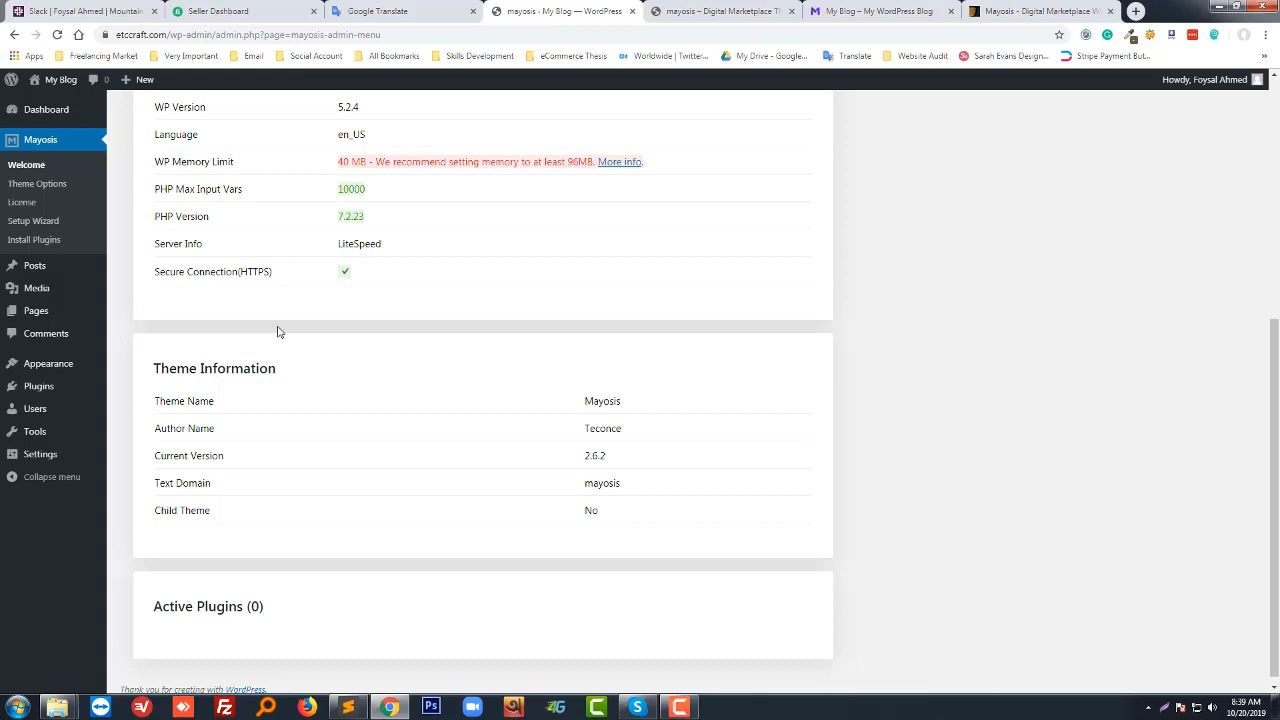 Slack | Foysal Ahmed | Mountain
Seller Dashboard
Google Translate
mayosis ‹ My Blog — WordPress
mayosis – Digital Marketplace Th
My Blog – My WordPress Blog
Mayosis - Digital Marketplace W
etccraft.com/wp-admin/admin.php?page=mayosis-admin-menu
Apps
Freelancing Market
Very Important
Email
Social Account
All Bookmarks
Skills Development
eCommerce Thesis
Worldwide | Twitter...
My Drive - Google...
Translate
Website Audit
Sarah Evans Design...
Stripe Payment But...
»
My Blog
0
+ New
Howdy, Foysal Ahmed
Dashboard
Mayosis
Welcome
Theme Options
License
Setup Wizard
Install Plugins
Posts
Media
Pages
Comments
Appearance
Plugins
Users
Tools
Settings
Collapse menu
WP Version 5.2.4
Language en_US
WP Memory Limit 40 MB - We recommend setting memory to at least 96MB. More info.
PHP Max Input Vars 10000
PHP Version 7.2.23
Server Info LiteSpeed
Secure Connection(HTTPS) ✔
Theme Information
Theme Name Mayosis
Author Name Teconce
Current Version 2.6.2
Text Domain mayosis
Child Theme No
Active Plugins (0)
Thank you for creating with WordPress.
8:39 AM
10/20/2019